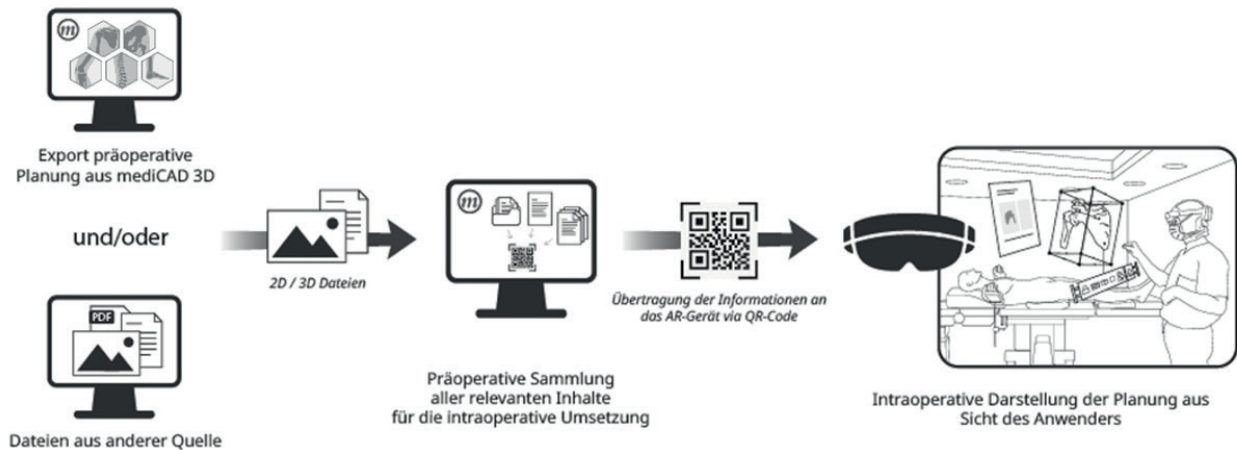 m
Export präoperative
Planung aus mediCAD 3D
und/oder
PDF
Dateien aus anderer Quelle
2D / 3D Dateien
m
Präoperative Sammlung
aller relevanten Inhalte
für die intraoperative Umsetzung
Übertragung der Informationen an
das AR-Gerät via QR-Code
Intraoperative Darstellung der Planung aus
Sicht des Anwenders